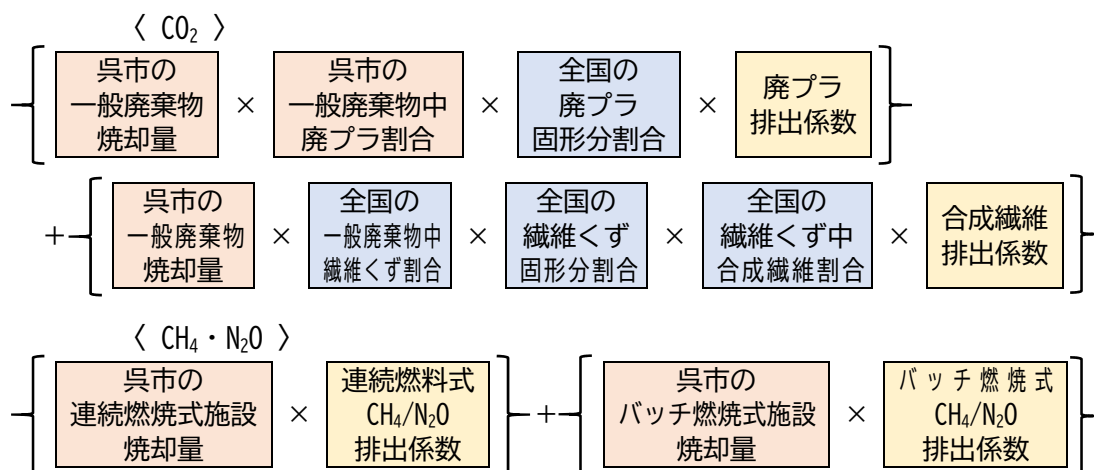 〈 CO₂ 〉
呉市の
一般廃棄物
焼却量
×
呉市の
一般廃棄物中
廃プラ割合
×
全国の
廃プラ
固形分割合
×
廃プラ
排出係数
+
呉市の
一般廃棄物
焼却量
×
全国の
一般廃棄物中
繊維くず割合
×
全国の
繊維くず
固形分割合
×
全国の
繊維くず中
合成繊維割合
×
合成繊維
排出係数
〈 CH₄・N₂O 〉
呉市の
連続燃焼式施設
焼却量
×
連続燃料式
CH₄/N₂O
排出係数
+
呉市の
バッチ燃焼式施設
焼却量
×
バッチ燃焼式
CH₄/N₂O
排出係数